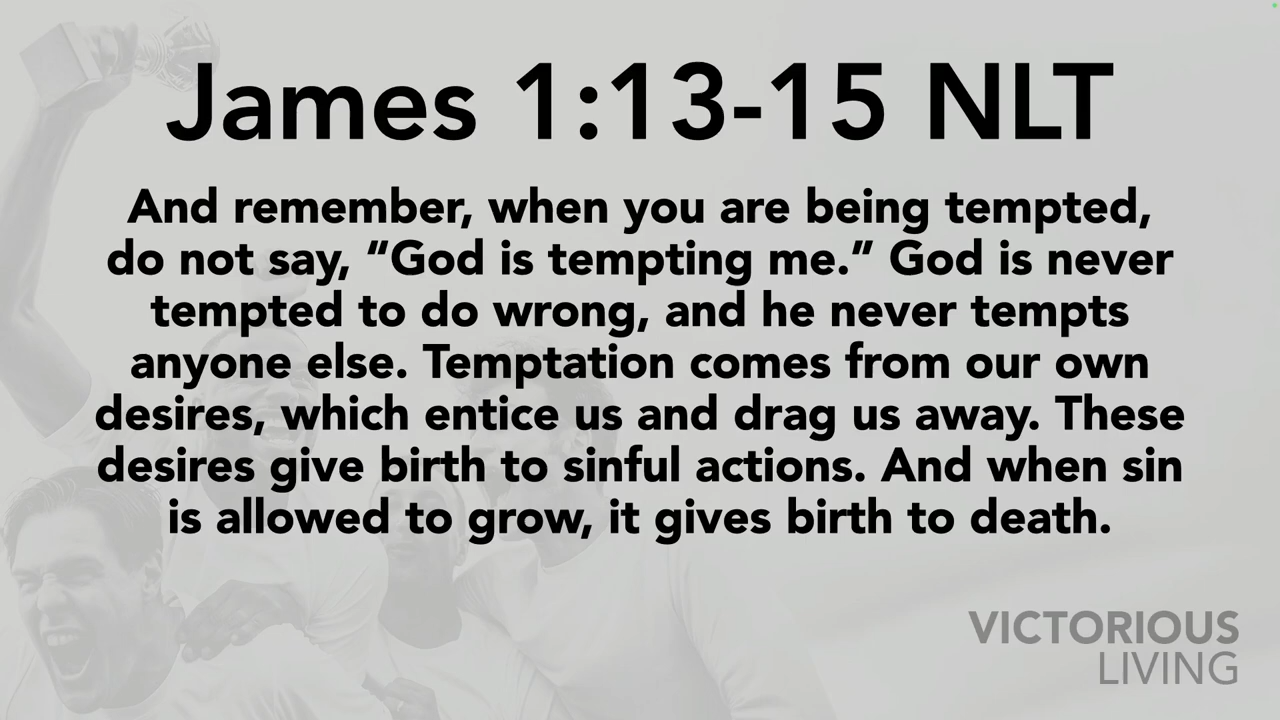 James 1:13-15 NLT
And remember, when you are being tempted,
do not say, “God is tempting me.” God is never
tempted to do wrong, and he never tempts
anyone else. Temptation comes from our own
desires, which entice us and drag us away. These
desires give birth to sinful actions. And when sin
is allowed to grow, it gives birth to death.
VICTORIOUS
LIVING